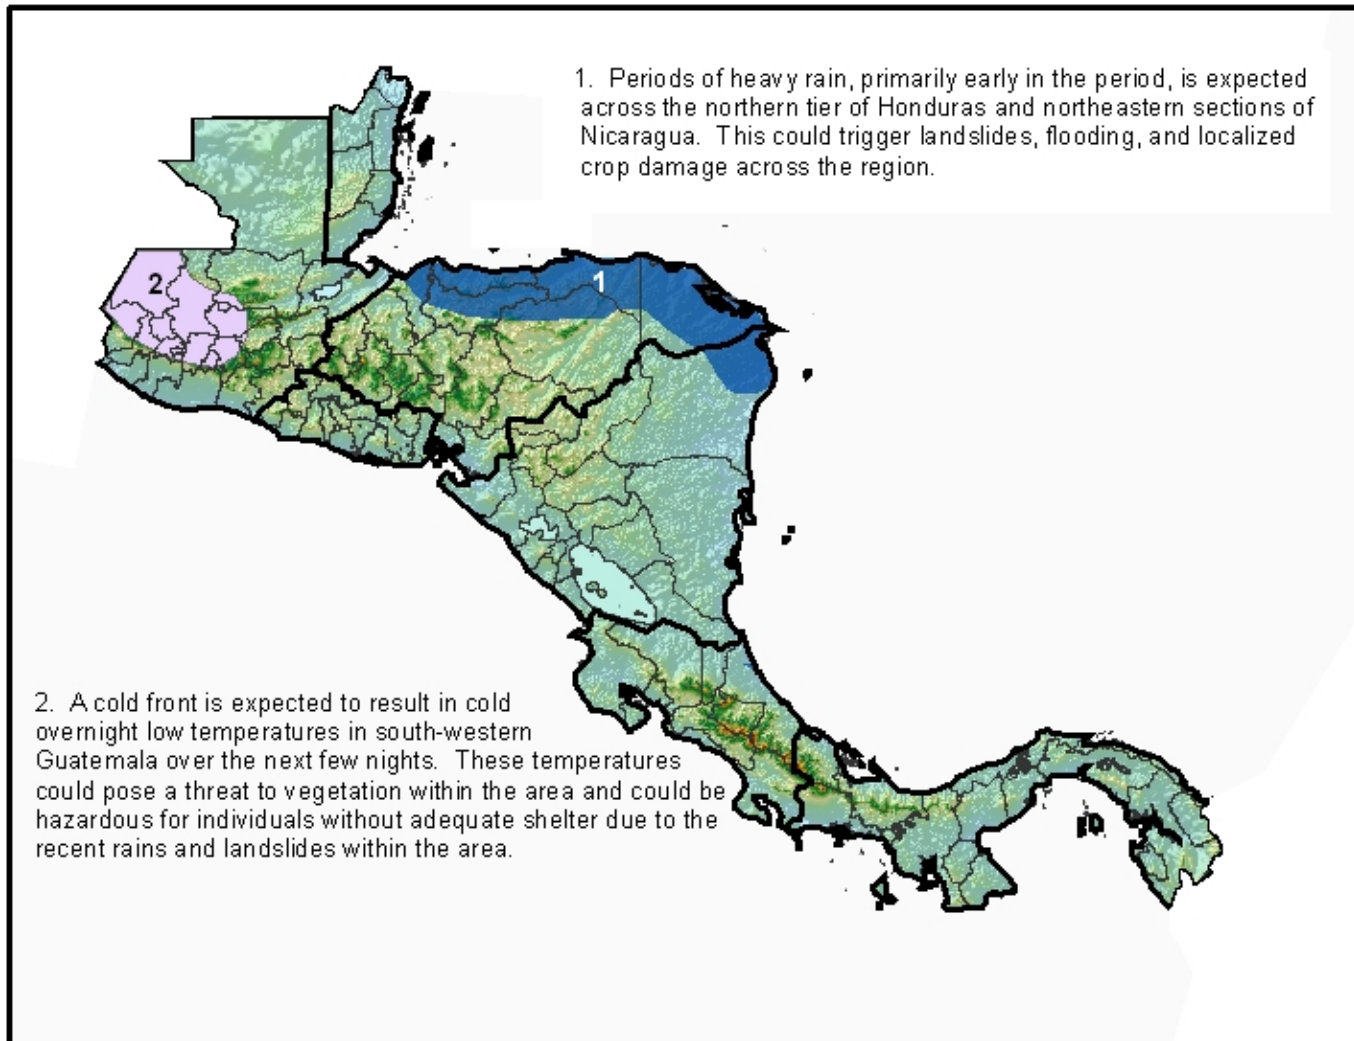 1.  Periods of heavy rain, primarily early in the period, is expected
across the northern tier of Honduras and northeastern sections of
Nicaragua.  This could trigger landslides, flooding, and localized
crop damage across the region.
1
2
2.  A cold front is expected to result in cold
overnight low temperatures in south-western
Guatemala over the next few nights.  These temperatures
could pose a threat to vegetation within the area and could be
hazardous for individuals without adequate shelter due to the
recent rains and landslides within the area.